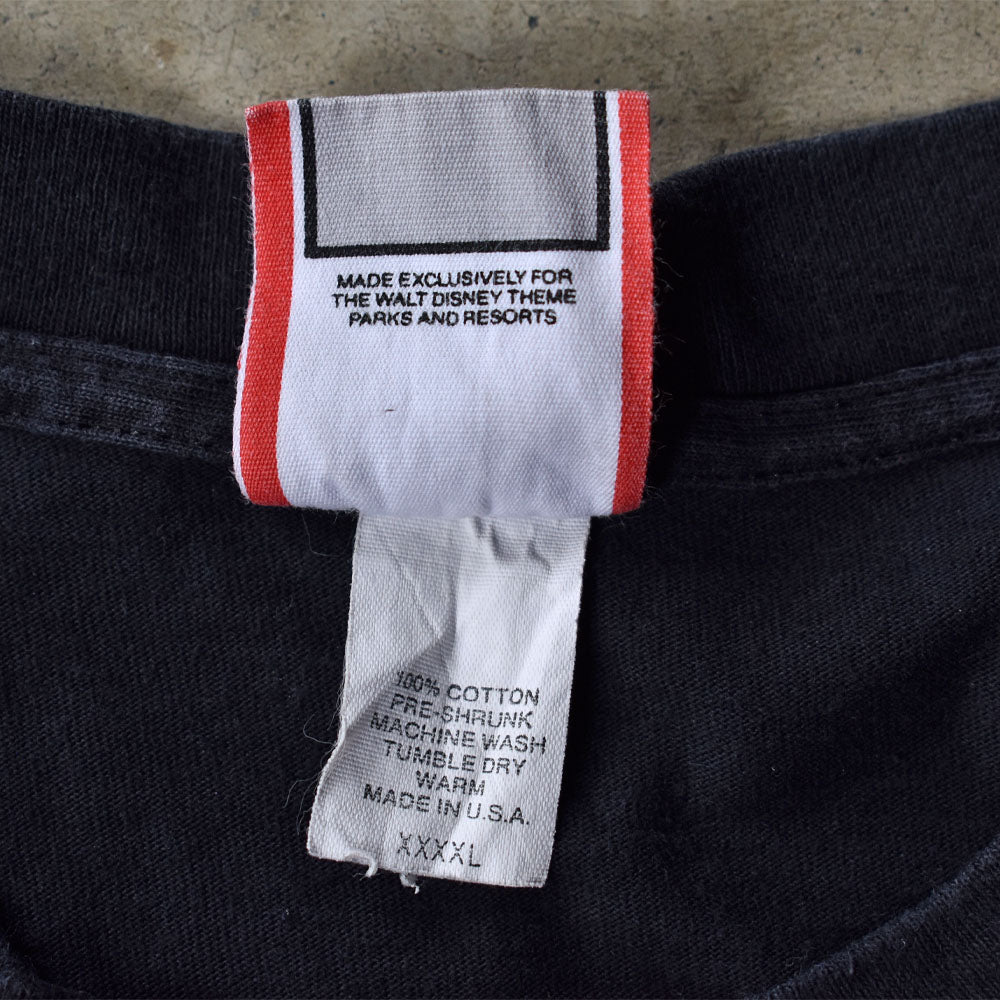 MADE EXCLUSIVELY FOR
THE WALT DISNEY THEME
PARKS AND RESORTS
100% COTTON
PRE-SHRUNK
MACHINE WASH
TUMBLE DRY
WARM
MADE IN U.S.A.
XXXXL